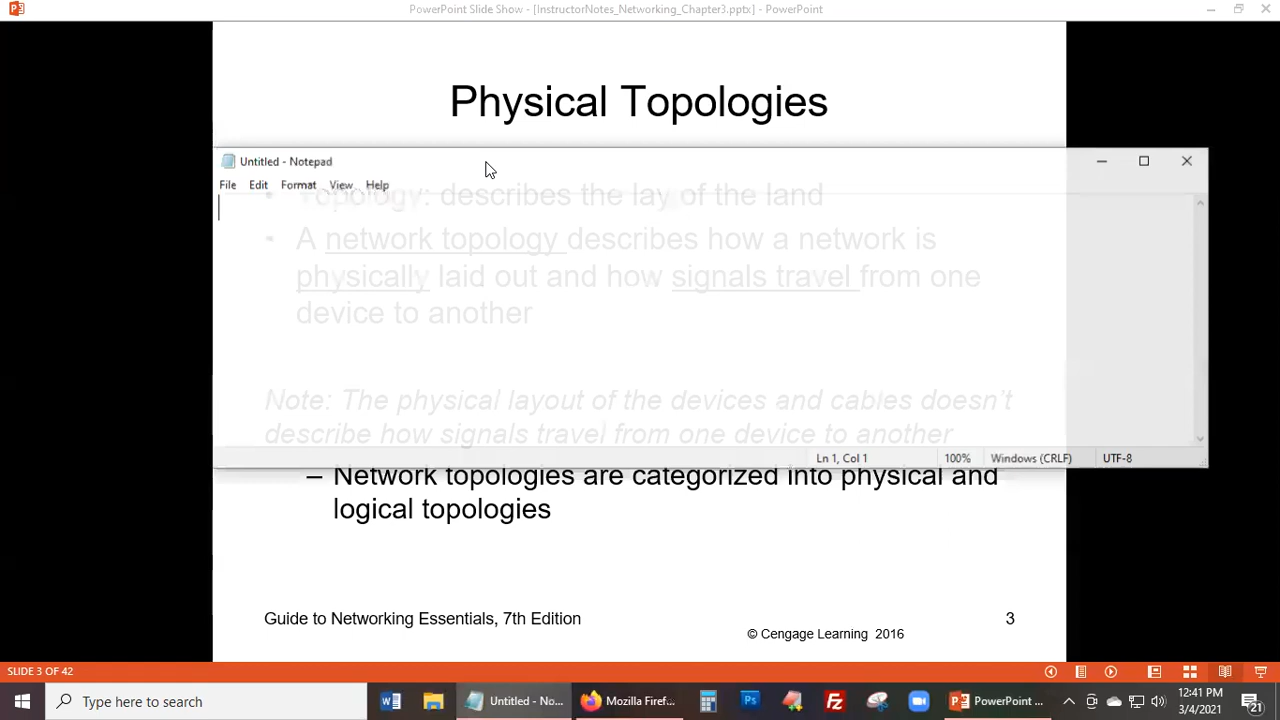 PowerPoint Slide Show - [InstructorNotes_Networking_Chapter3.pptx] - PowerPoint
Physical Topologies
Untitled - Notepad
File Edit Format View Help
Topology: describes the lay of the land
A network topology describes how a network is
physically laid out and how signals travel from one
device to another
Note: The physical layout of the devices and cables doesn't
describe how signals travel from one device to another
Ln 1, Col 1 100% Windows (CRLF) UTF-8
– Network topologies are categorized into physical and
logical topologies
Guide to Networking Essentials, 7th Edition
© Cengage Learning 2016
3
SLIDE 3 OF 42
Type here to search
Untitled - No...
Mozilla Firef...
Ps
PowerPoint ...
12:41 PM
3/4/2021
21